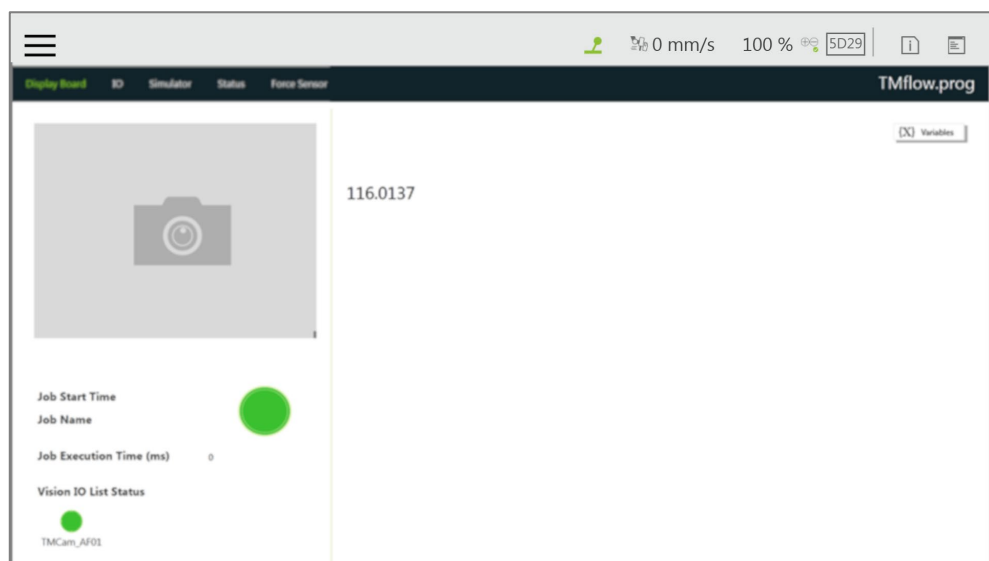 0 mm/s 100 % 5D29
Display Board IO Simulator Status Force Sensor TMflow.prog
{X} Variables
116.0137
Job Start Time
Job Name
Job Execution Time (ms) 0
Vision IO List Status
TMCam_AF01